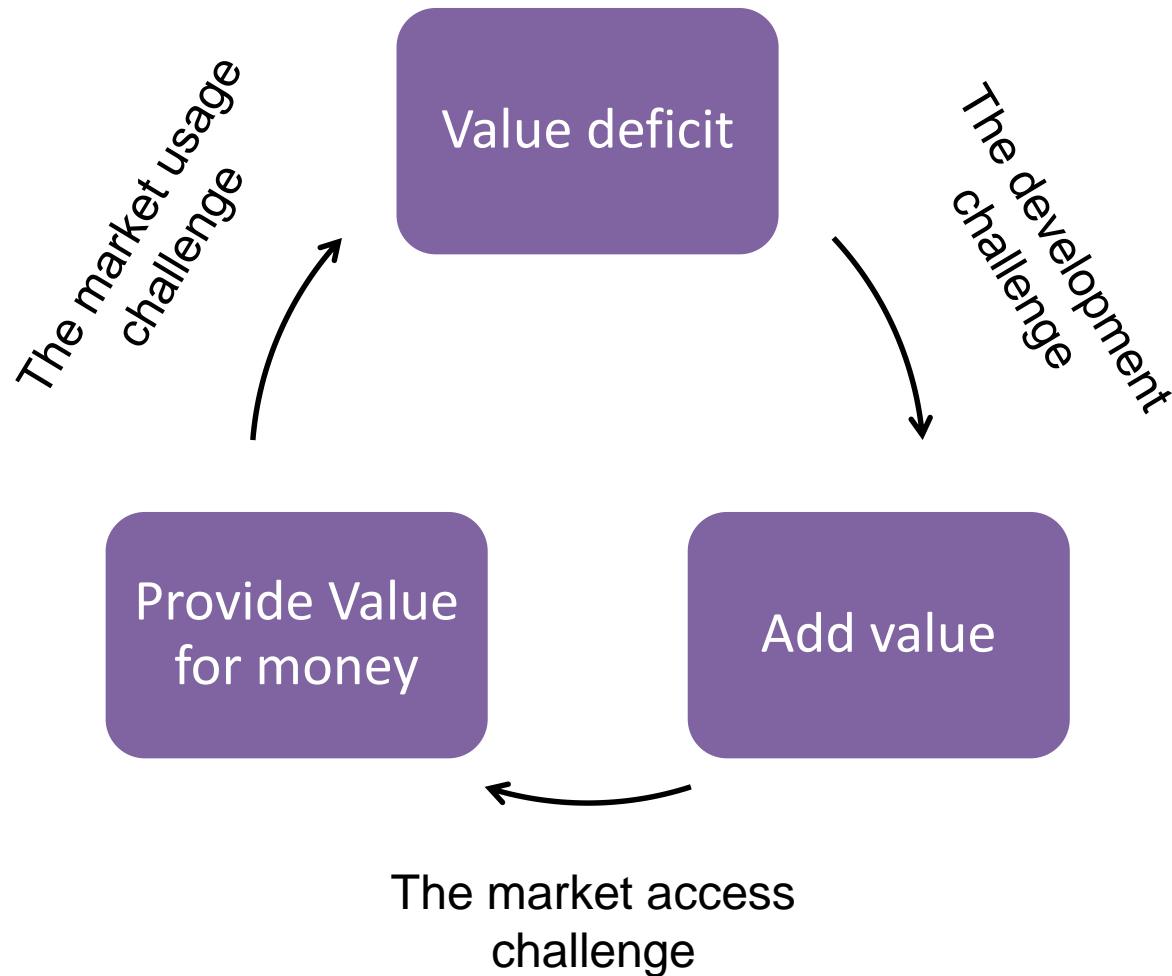 Value deficit
The development
challenge
Add value
The market access
challenge
Provide Value
for money
The market usage
challenge